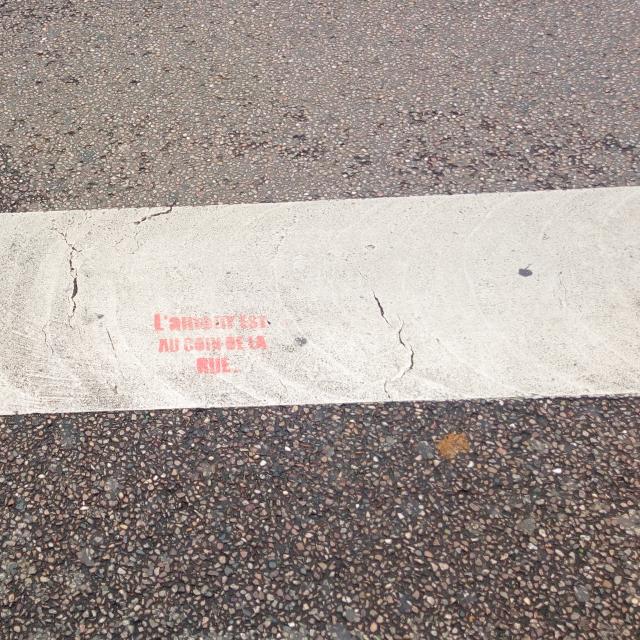 L'amour EST
AU COIN DE LA
RUE...